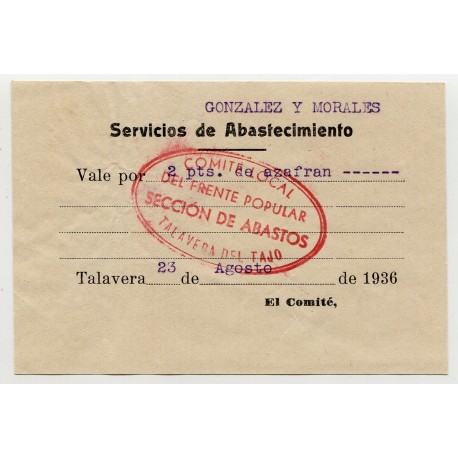 GONZALEZ Y MORALES
Servicios de Abastecimiento
Vale por 2 pts. de azafran ------
COMITÉ LOCAL
DEL FRENTE POPULAR
SECCIÓN DE ABASTOS
TALAVERA DEL TAJO
Talavera 23 de Agosto de 1936
El Comité,